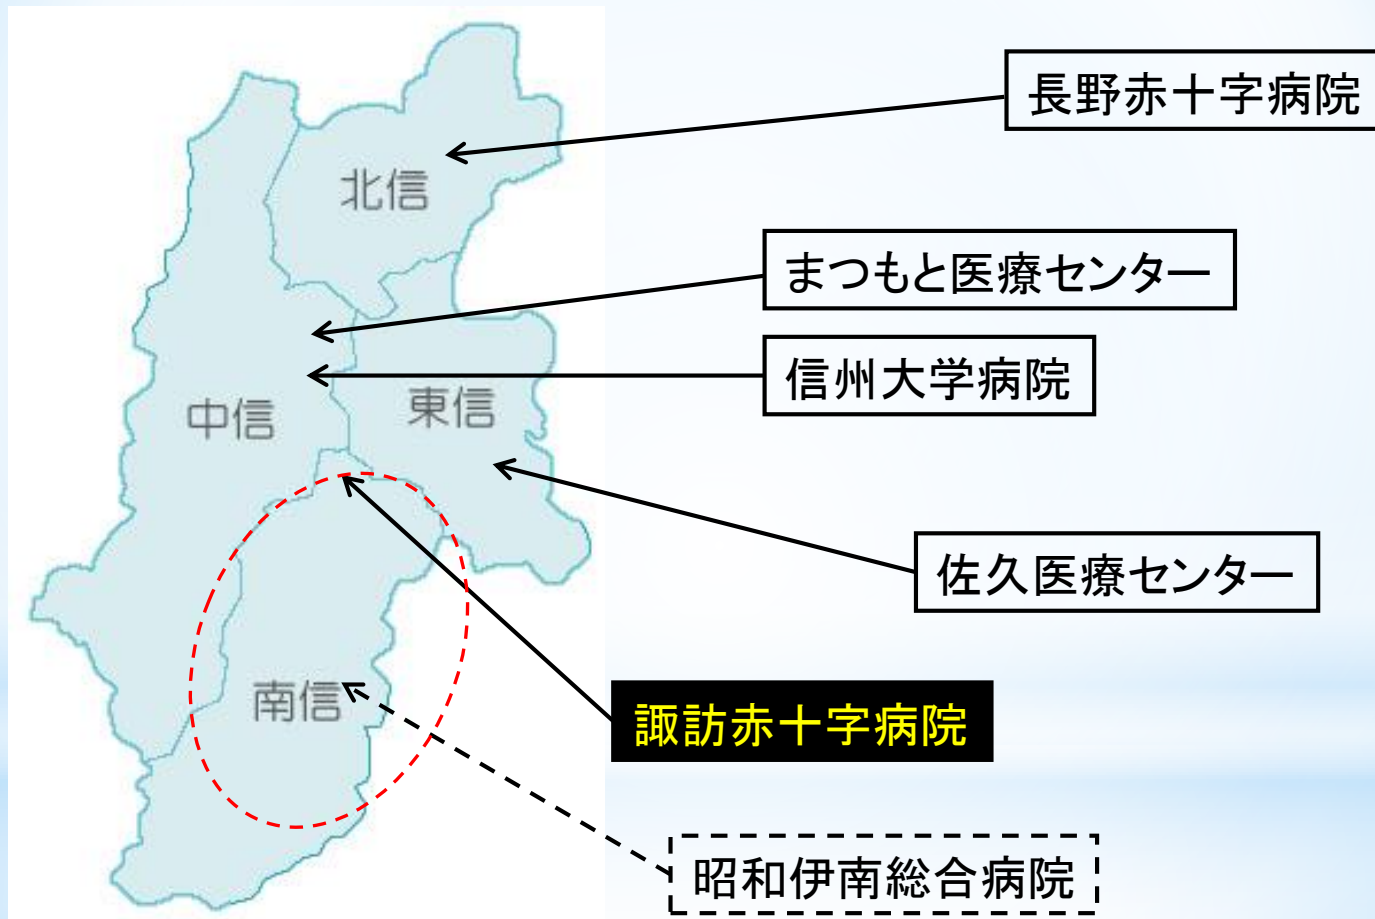 長野赤十字病院
北信
まつもと医療センター
信州大学病院
中信
東信
佐久医療センター
南信
諏訪赤十字病院
昭和伊南総合病院